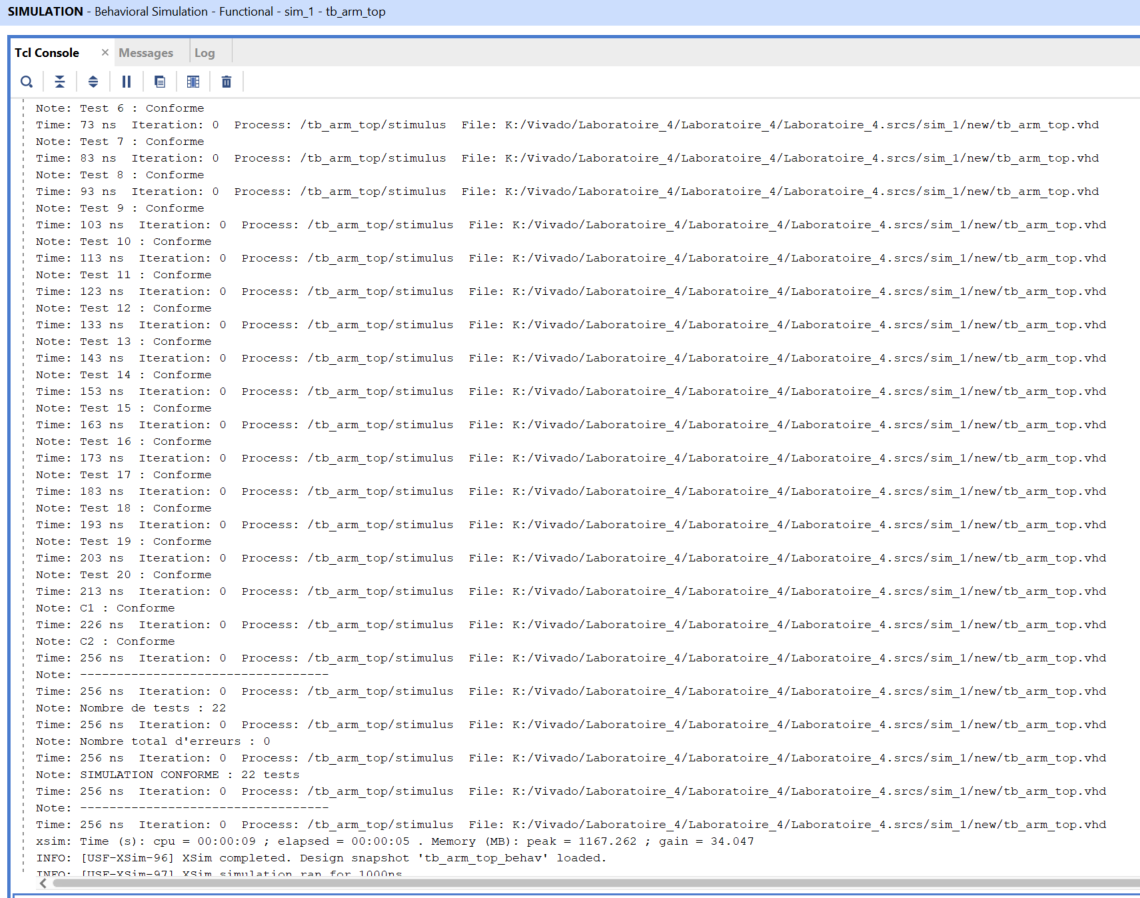 SIMULATION - Behavioral Simulation - Functional - sim_1 - tb_arm_top
Tcl Console × Messages Log
Note: Test 6 : Conforme
Time: 73 ns Iteration: 0 Process: /tb_arm_top/stimulus File: K:/Vivado/Laboratoire_4/Laboratoire_4/Laboratoire_4.srcs/sim_1/new/tb_arm_top.vhd
Note: Test 7 : Conforme
Time: 83 ns Iteration: 0 Process: /tb_arm_top/stimulus File: K:/Vivado/Laboratoire_4/Laboratoire_4/Laboratoire_4.srcs/sim_1/new/tb_arm_top.vhd
Note: Test 8 : Conforme
Time: 93 ns Iteration: 0 Process: /tb_arm_top/stimulus File: K:/Vivado/Laboratoire_4/Laboratoire_4/Laboratoire_4.srcs/sim_1/new/tb_arm_top.vhd
Note: Test 9 : Conforme
Time: 103 ns Iteration: 0 Process: /tb_arm_top/stimulus File: K:/Vivado/Laboratoire_4/Laboratoire_4/Laboratoire_4.srcs/sim_1/new/tb_arm_top.vhd
Note: Test 10 : Conforme
Time: 113 ns Iteration: 0 Process: /tb_arm_top/stimulus File: K:/Vivado/Laboratoire_4/Laboratoire_4/Laboratoire_4.srcs/sim_1/new/tb_arm_top.vhd
Note: Test 11 : Conforme
Time: 123 ns Iteration: 0 Process: /tb_arm_top/stimulus File: K:/Vivado/Laboratoire_4/Laboratoire_4/Laboratoire_4.srcs/sim_1/new/tb_arm_top.vhd
Note: Test 12 : Conforme
Time: 133 ns Iteration: 0 Process: /tb_arm_top/stimulus File: K:/Vivado/Laboratoire_4/Laboratoire_4/Laboratoire_4.srcs/sim_1/new/tb_arm_top.vhd
Note: Test 13 : Conforme
Time: 143 ns Iteration: 0 Process: /tb_arm_top/stimulus File: K:/Vivado/Laboratoire_4/Laboratoire_4/Laboratoire_4.srcs/sim_1/new/tb_arm_top.vhd
Note: Test 14 : Conforme
Time: 153 ns Iteration: 0 Process: /tb_arm_top/stimulus File: K:/Vivado/Laboratoire_4/Laboratoire_4/Laboratoire_4.srcs/sim_1/new/tb_arm_top.vhd
Note: Test 15 : Conforme
Time: 163 ns Iteration: 0 Process: /tb_arm_top/stimulus File: K:/Vivado/Laboratoire_4/Laboratoire_4/Laboratoire_4.srcs/sim_1/new/tb_arm_top.vhd
Note: Test 16 : Conforme
Time: 173 ns Iteration: 0 Process: /tb_arm_top/stimulus File: K:/Vivado/Laboratoire_4/Laboratoire_4/Laboratoire_4.srcs/sim_1/new/tb_arm_top.vhd
Note: Test 17 : Conforme
Time: 183 ns Iteration: 0 Process: /tb_arm_top/stimulus File: K:/Vivado/Laboratoire_4/Laboratoire_4/Laboratoire_4.srcs/sim_1/new/tb_arm_top.vhd
Note: Test 18 : Conforme
Time: 193 ns Iteration: 0 Process: /tb_arm_top/stimulus File: K:/Vivado/Laboratoire_4/Laboratoire_4/Laboratoire_4.srcs/sim_1/new/tb_arm_top.vhd
Note: Test 19 : Conforme
Time: 203 ns Iteration: 0 Process: /tb_arm_top/stimulus File: K:/Vivado/Laboratoire_4/Laboratoire_4/Laboratoire_4.srcs/sim_1/new/tb_arm_top.vhd
Note: Test 20 : Conforme
Time: 213 ns Iteration: 0 Process: /tb_arm_top/stimulus File: K:/Vivado/Laboratoire_4/Laboratoire_4/Laboratoire_4.srcs/sim_1/new/tb_arm_top.vhd
Note: C1 : Conforme
Time: 226 ns Iteration: 0 Process: /tb_arm_top/stimulus File: K:/Vivado/Laboratoire_4/Laboratoire_4/Laboratoire_4.srcs/sim_1/new/tb_arm_top.vhd
Note: C2 : Conforme
Time: 256 ns Iteration: 0 Process: /tb_arm_top/stimulus File: K:/Vivado/Laboratoire_4/Laboratoire_4/Laboratoire_4.srcs/sim_1/new/tb_arm_top.vhd
Note: ----------------------------------
Time: 256 ns Iteration: 0 Process: /tb_arm_top/stimulus File: K:/Vivado/Laboratoire_4/Laboratoire_4/Laboratoire_4.srcs/sim_1/new/tb_arm_top.vhd
Note: Nombre de tests : 22
Time: 256 ns Iteration: 0 Process: /tb_arm_top/stimulus File: K:/Vivado/Laboratoire_4/Laboratoire_4/Laboratoire_4.srcs/sim_1/new/tb_arm_top.vhd
Note: Nombre total d'erreurs : 0
Time: 256 ns Iteration: 0 Process: /tb_arm_top/stimulus File: K:/Vivado/Laboratoire_4/Laboratoire_4/Laboratoire_4.srcs/sim_1/new/tb_arm_top.vhd
Note: SIMULATION CONFORME : 22 tests
Time: 256 ns Iteration: 0 Process: /tb_arm_top/stimulus File: K:/Vivado/Laboratoire_4/Laboratoire_4/Laboratoire_4.srcs/sim_1/new/tb_arm_top.vhd
Note: ----------------------------------
Time: 256 ns Iteration: 0 Process: /tb_arm_top/stimulus File: K:/Vivado/Laboratoire_4/Laboratoire_4/Laboratoire_4.srcs/sim_1/new/tb_arm_top.vhd
xsim: Time (s): cpu = 00:00:09 ; elapsed = 00:00:05 . Memory (MB): peak = 1167.262 ; gain = 34.047
INFO: [USF-XSim-96] XSim completed. Design snapshot 'tb_arm_top_behav' loaded.
INFO: [USF-XSim-97] XSim simulation ran for 1000ns